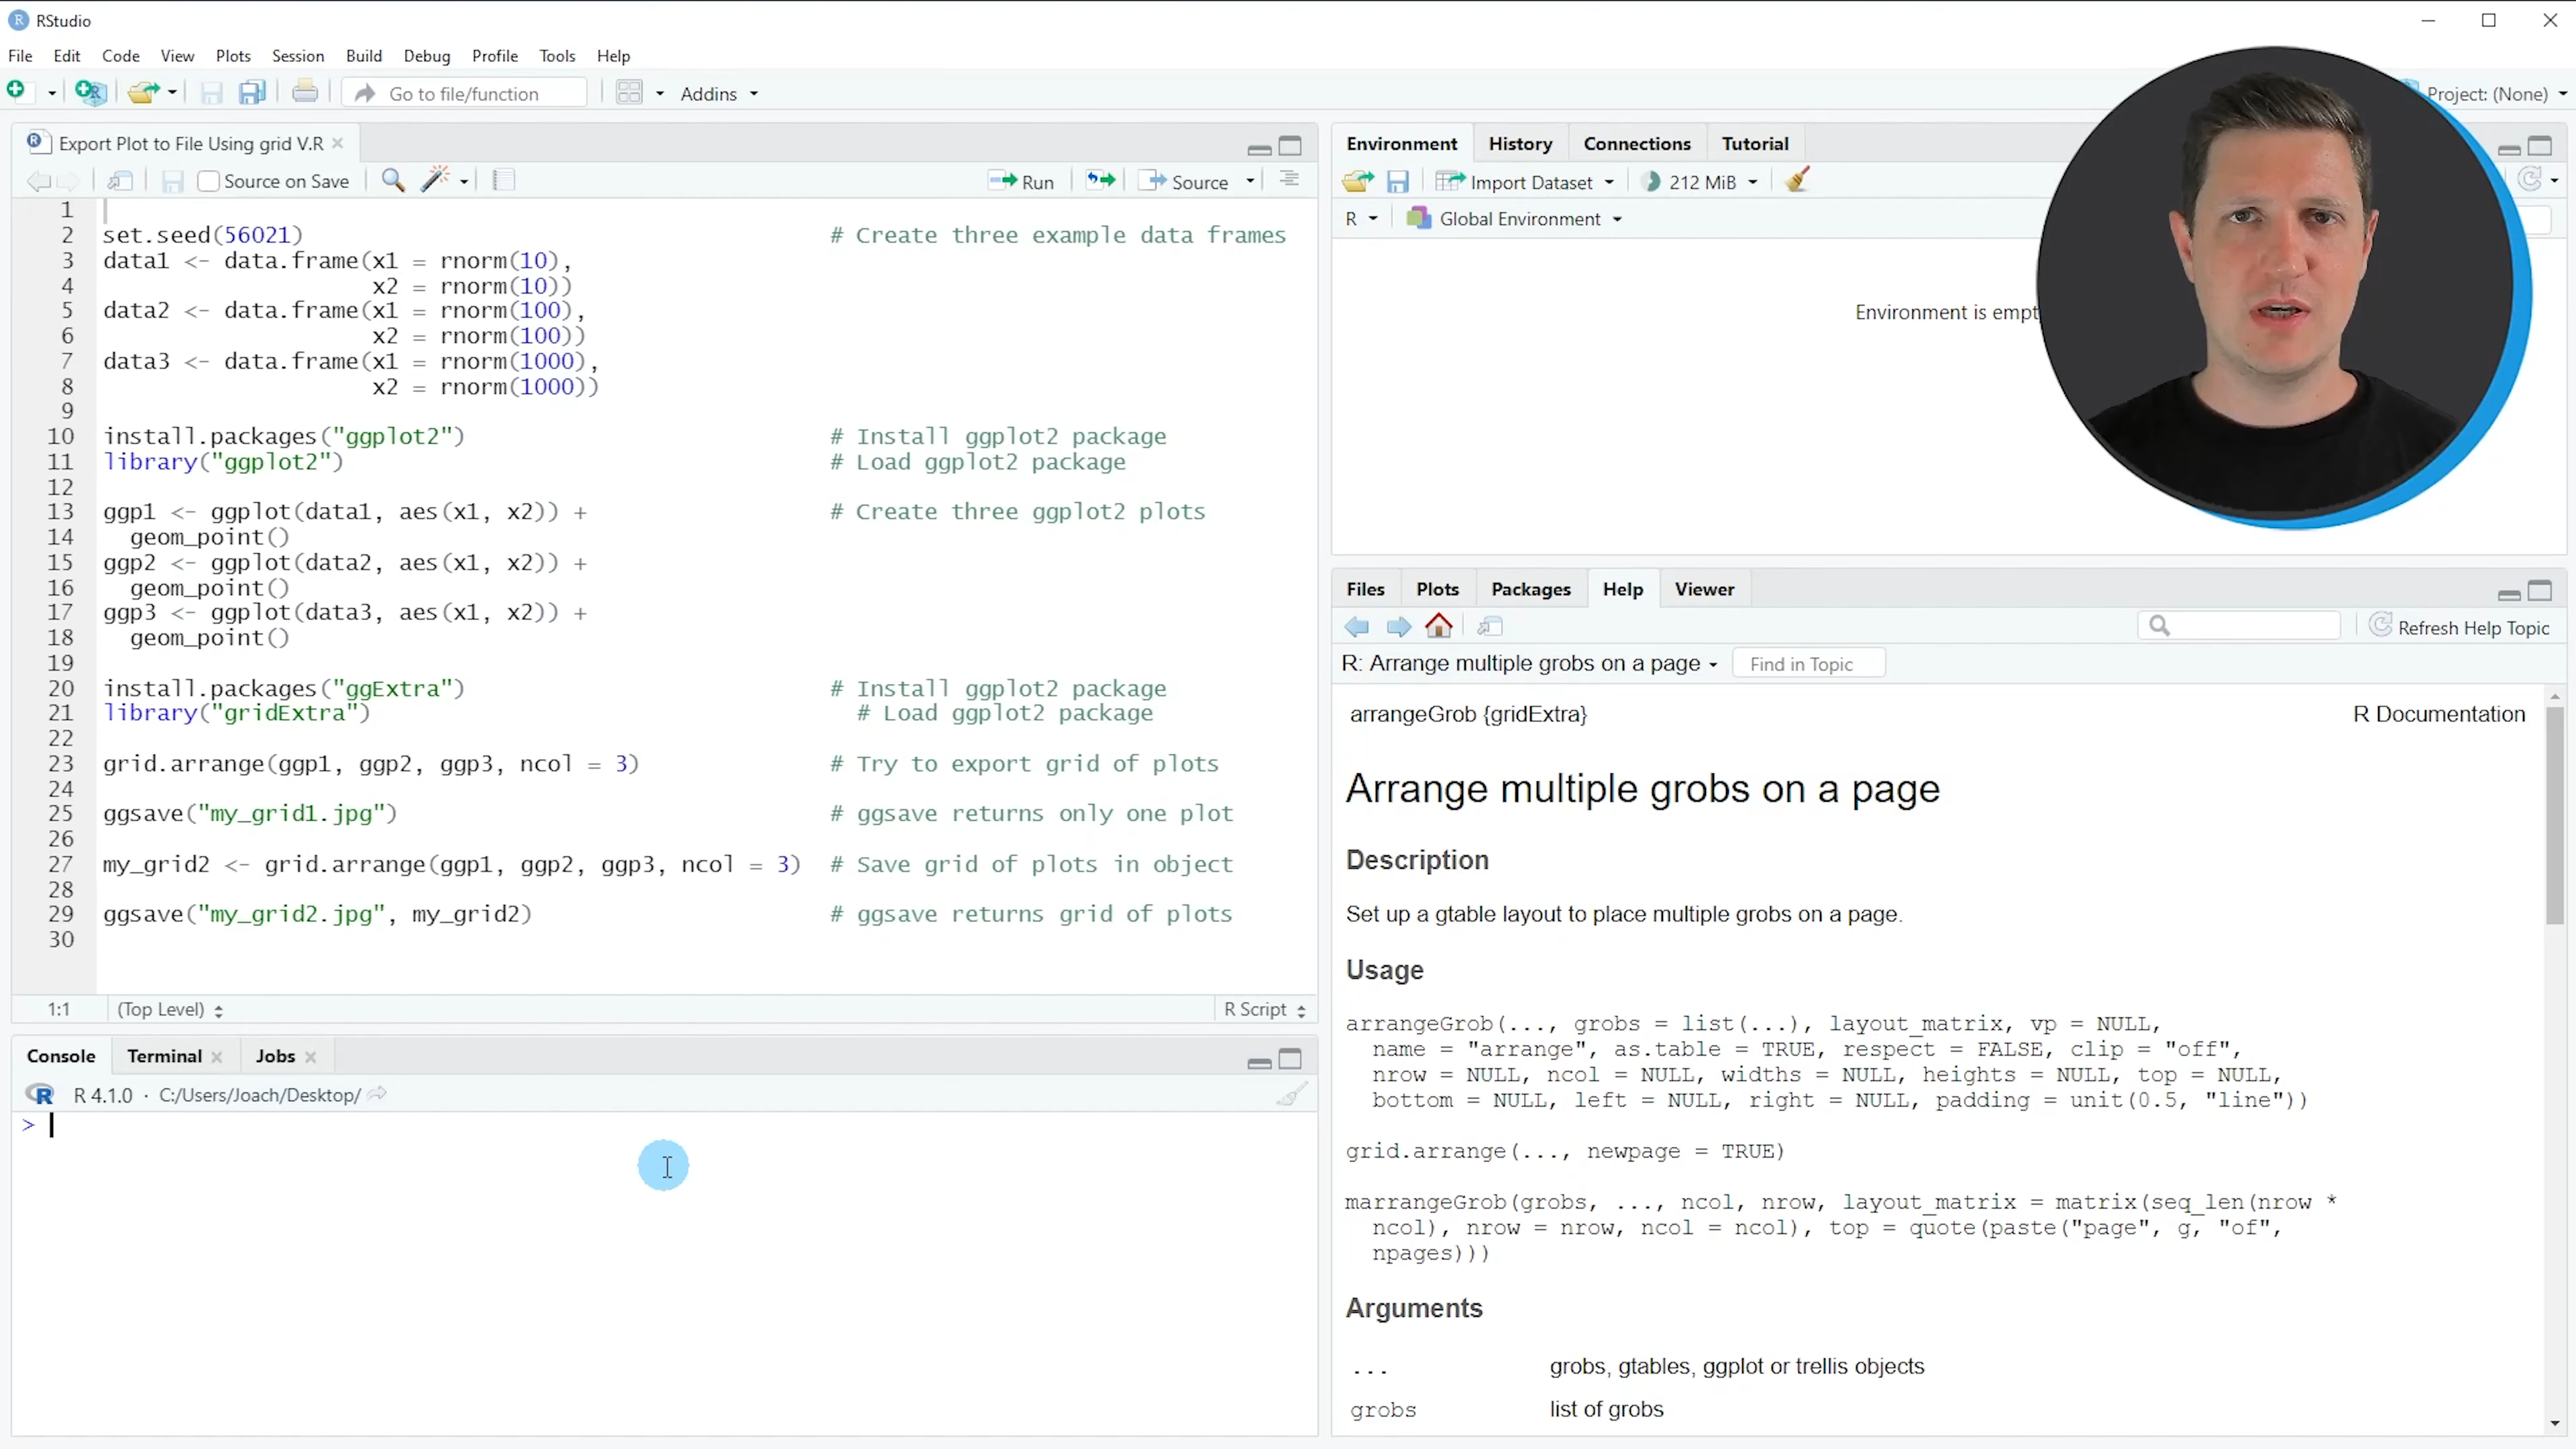 RStudio
File Edit Code View Plots Session Build Debug Profile Tools Help
Go to file/function Addins Project: (None)
Export Plot to File Using grid V.R
Source on Save Run Source
1
2 set.seed(56021) # Create three example data frames
3 data1 <- data.frame(x1 = rnorm(10),
4 x2 = rnorm(10))
5 data2 <- data.frame(x1 = rnorm(100),
6 x2 = rnorm(100))
7 data3 <- data.frame(x1 = rnorm(1000),
8 x2 = rnorm(1000))
9
10 install.packages("ggplot2") # Install ggplot2 package
11 library("ggplot2") # Load ggplot2 package
12
13 ggp1 <- ggplot(data1, aes(x1, x2)) + # Create three ggplot2 plots
14 geom_point()
15 ggp2 <- ggplot(data2, aes(x1, x2)) +
16 geom_point()
17 ggp3 <- ggplot(data3, aes(x1, x2)) +
18 geom_point()
19
20 install.packages("ggExtra") # Install ggplot2 package
21 library("gridExtra") # Load ggplot2 package
22
23 grid.arrange(ggp1, ggp2, ggp3, ncol = 3) # Try to export grid of plots
24
25 ggsave("my_grid1.jpg") # ggsave returns only one plot
26
27 my_grid2 <- grid.arrange(ggp1, ggp2, ggp3, ncol = 3) # Save grid of plots in object
28
29 ggsave("my_grid2.jpg", my_grid2) # ggsave returns grid of plots
30
1:1 (Top Level) R Script
Console Terminal Jobs
R 4.1.0 · C:/Users/Joach/Desktop/
>
Environment History Connections Tutorial
Import Dataset 212 MiB
R Global Environment
Environment is empt
Files Plots Packages Help Viewer
Refresh Help Topic
R: Arrange multiple grobs on a page Find in Topic
arrangeGrob {gridExtra} R Documentation
Arrange multiple grobs on a page
Description
Set up a gtable layout to place multiple grobs on a page.
Usage
arrangeGrob(..., grobs = list(...), layout_matrix, vp = NULL,
name = "arrange", as.table = TRUE, respect = FALSE, clip = "off",
nrow = NULL, ncol = NULL, widths = NULL, heights = NULL, top = NULL,
bottom = NULL, left = NULL, right = NULL, padding = unit(0.5, "line"))
grid.arrange(..., newpage = TRUE)
marrangeGrob(grobs, ..., ncol, nrow, layout_matrix = matrix(seq_len(nrow *
ncol), nrow = nrow, ncol = ncol), top = quote(paste("page", g, "of",
npages)))
Arguments
... grobs, gtables, ggplot or trellis objects
grobs list of grobs